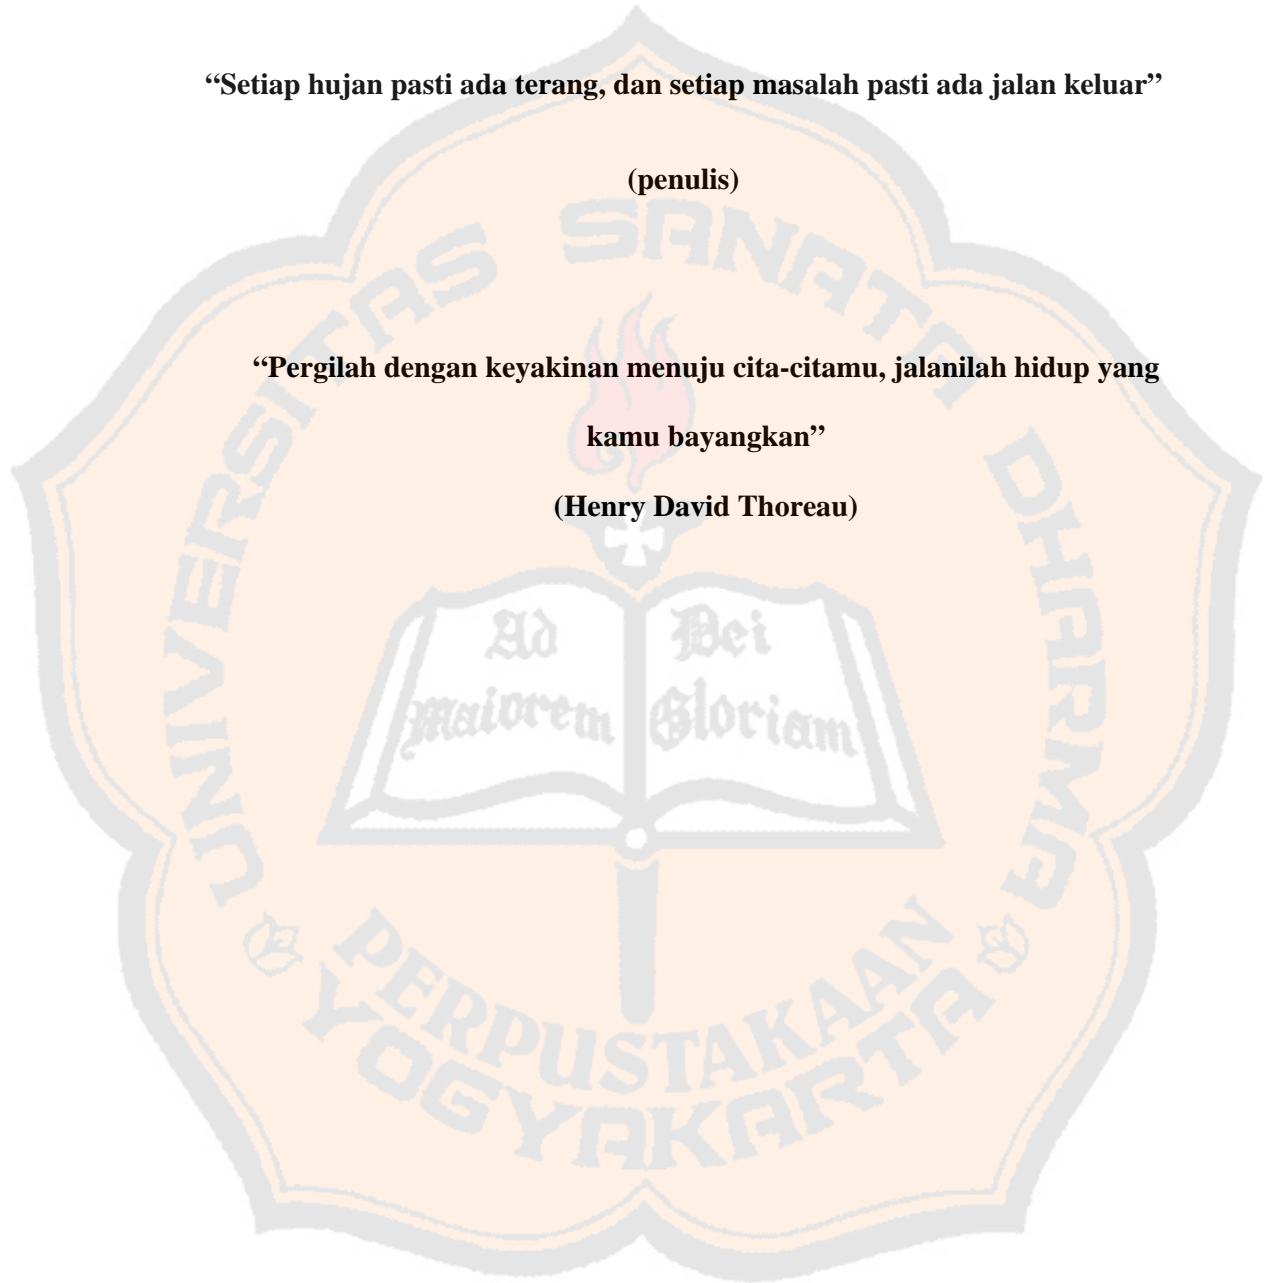 “Setiap hujan pasti ada terang, dan setiap masalah pasti ada jalan keluar”
(penulis)
“Pergilah dengan keyakinan menuju cita-citamu, jalanilah hidup yang
kamu bayangkan”
(Henry David Thoreau)
UNIVERSITAS SANATA DHARMA
Ad Dei
maiorem Gloriam
PERPUSTAKAAN
YOGYAKARTA